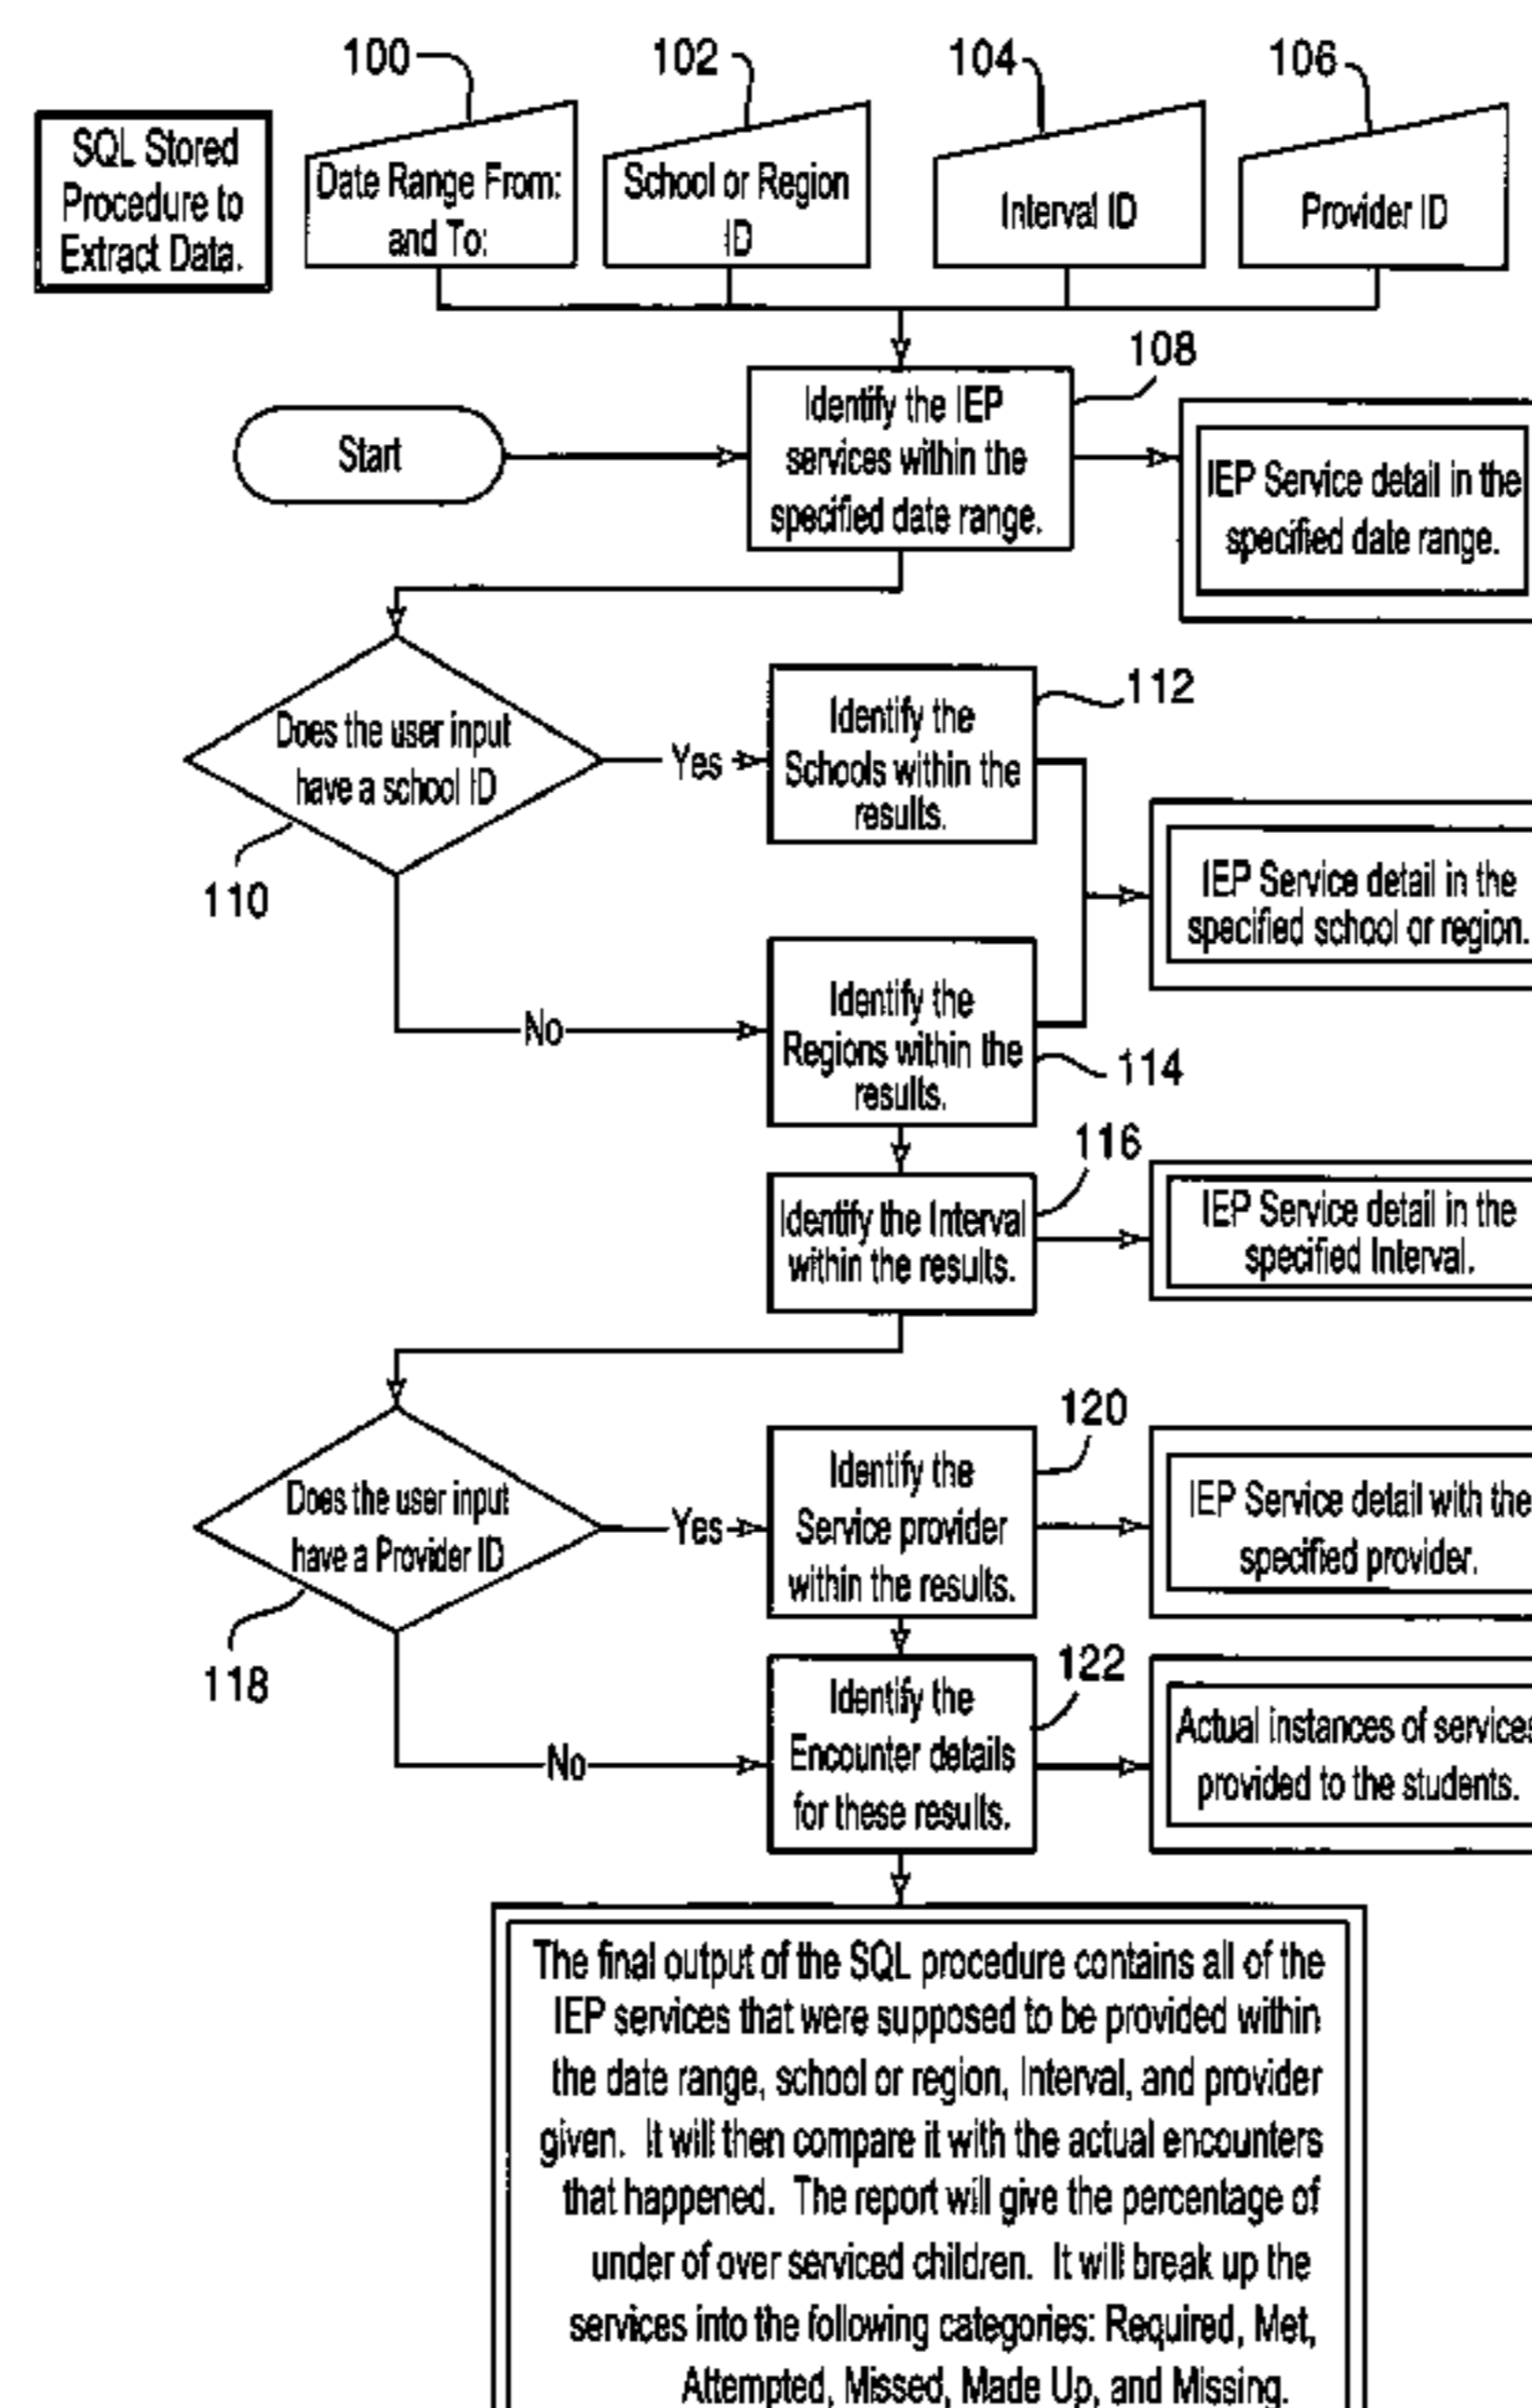 100
102
104
106
SQL Stored
Procedure to
Extract Data.
Date Range From:
and To:
School or Region
ID
Interval ID
Provider ID
108
Identify the IEP
services within the
specified date range.
Start
IEP Service detail in the
specified date range.
Does the user input
have a school ID
110
Yes
Identify the
Schools within the
results.
112
IEP Service detail in the
specified school or region.
No
Identify the
Regions within the
results.
114
116
Identify the Interval
within the results.
IEP Service detail in the
specified Interval.
Does the user input
have a Provider ID
118
Yes
120
Identify the
Service provider
within the results.
IEP Service detail with the
specified provider.
No
122
Identify the
Encounter details
for these results.
Actual instances of services
provided to the students.
The final output of the SQL procedure contains all of the
IEP services that were supposed to be provided within
the date range, school or region, Interval, and provider
given. It will then compare it with the actual encounters
that happened. The report will give the percentage of
under of over serviced children. It will break up the
services into the following categories: Required, Met,
Attempted, Missed, Made Up, and Missing.